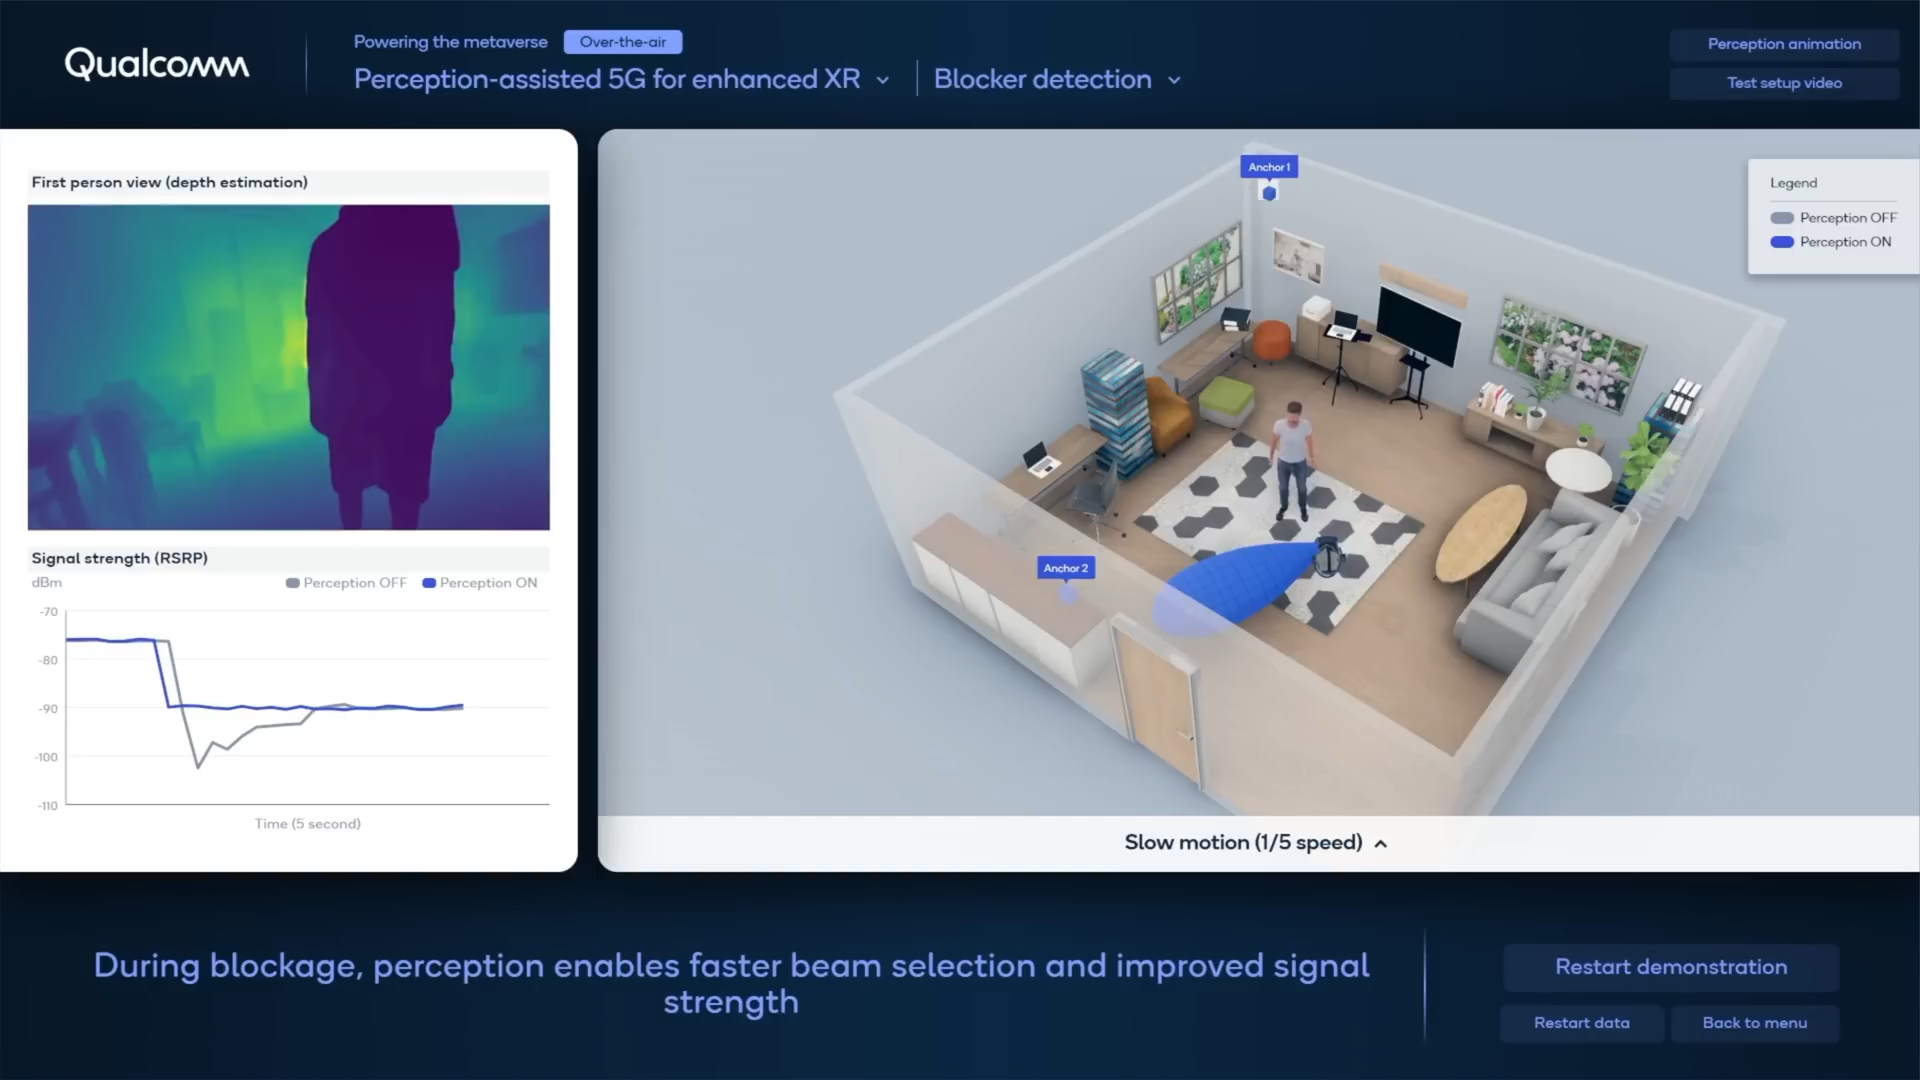 Qualcomm
Powering the metaverse
Over-the-air
Perception-assisted 5G for enhanced XR
Blocker detection
Perception animation
Test setup video
First person view (depth estimation)
Signal strength (RSRP)
dBm
Perception OFF
Perception ON
-70
-80
-90
-100
-110
Time (5 second)
Anchor 1
Anchor 2
Legend
Perception OFF
Perception ON
Slow motion (1/5 speed)
During blockage, perception enables faster beam selection and improved signal
strength
Restart demonstration
Restart data
Back to menu